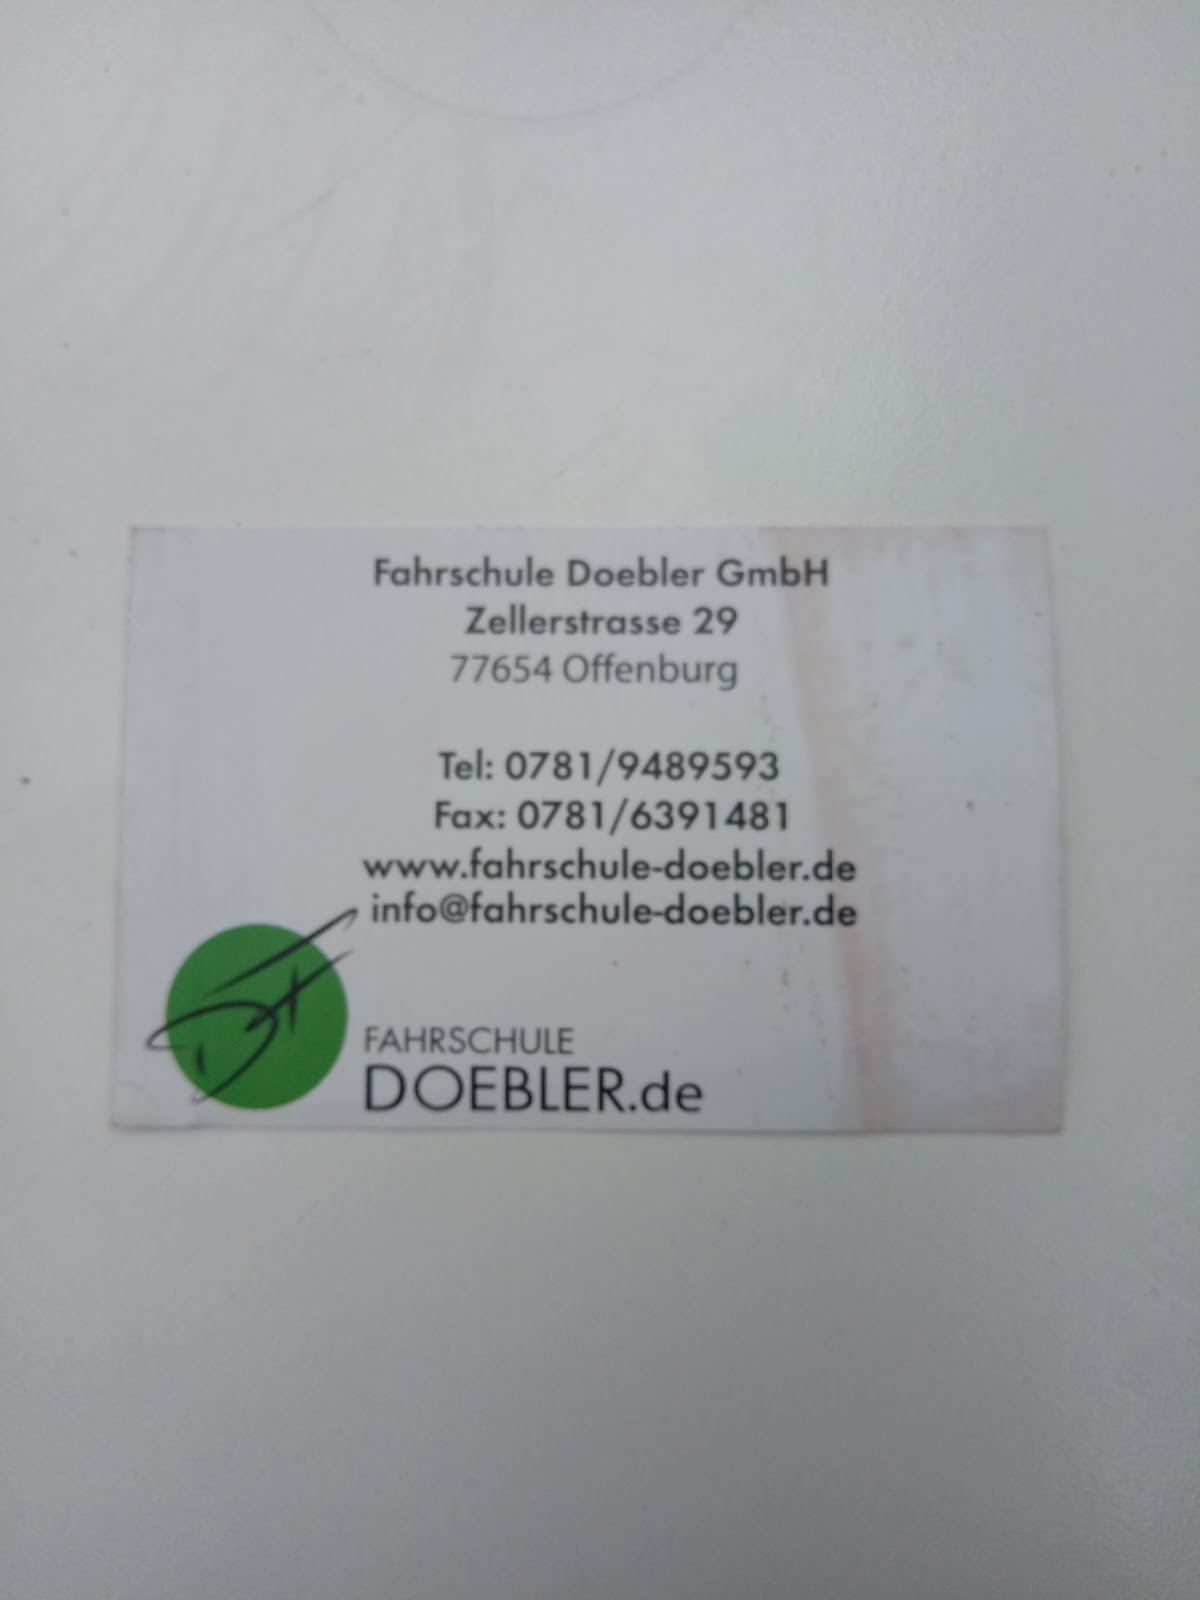 Fahrschule Doebler GmbH
Zellerstrasse 29
77654 Offenburg
Tel: 0781/9489593
Fax: 0781/6391481
www.fahrschule-doebler.de
info@fahrschule-doebler.de
FAHRSCHULE
DOEBLER.de